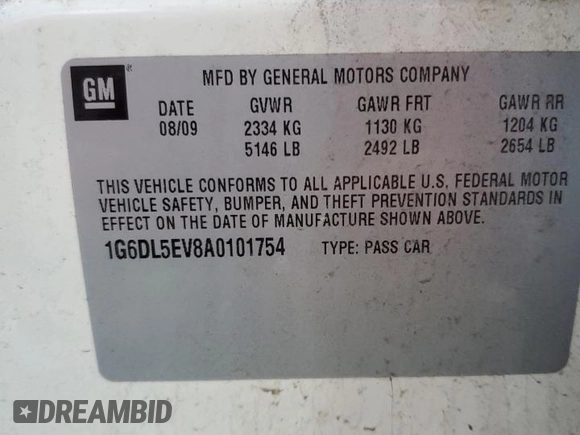 GM
MFD BY GENERAL MOTORS COMPANY
DATE GVWR GAWR FRT GAWR RR
08/09 2334 KG 1130 KG 1204 KG
5146 LB 2492 LB 2654 LB
THIS VEHICLE CONFORMS TO ALL APPLICABLE U.S. FEDERAL MOTOR
VEHICLE SAFETY, BUMPER, AND THEFT PREVENTION STANDARDS IN
EFFECT ON THE DATE OF MANUFACTURE SHOWN ABOVE.
1G6DL5EV8A0101754 TYPE: PASS CAR
DREAMBID